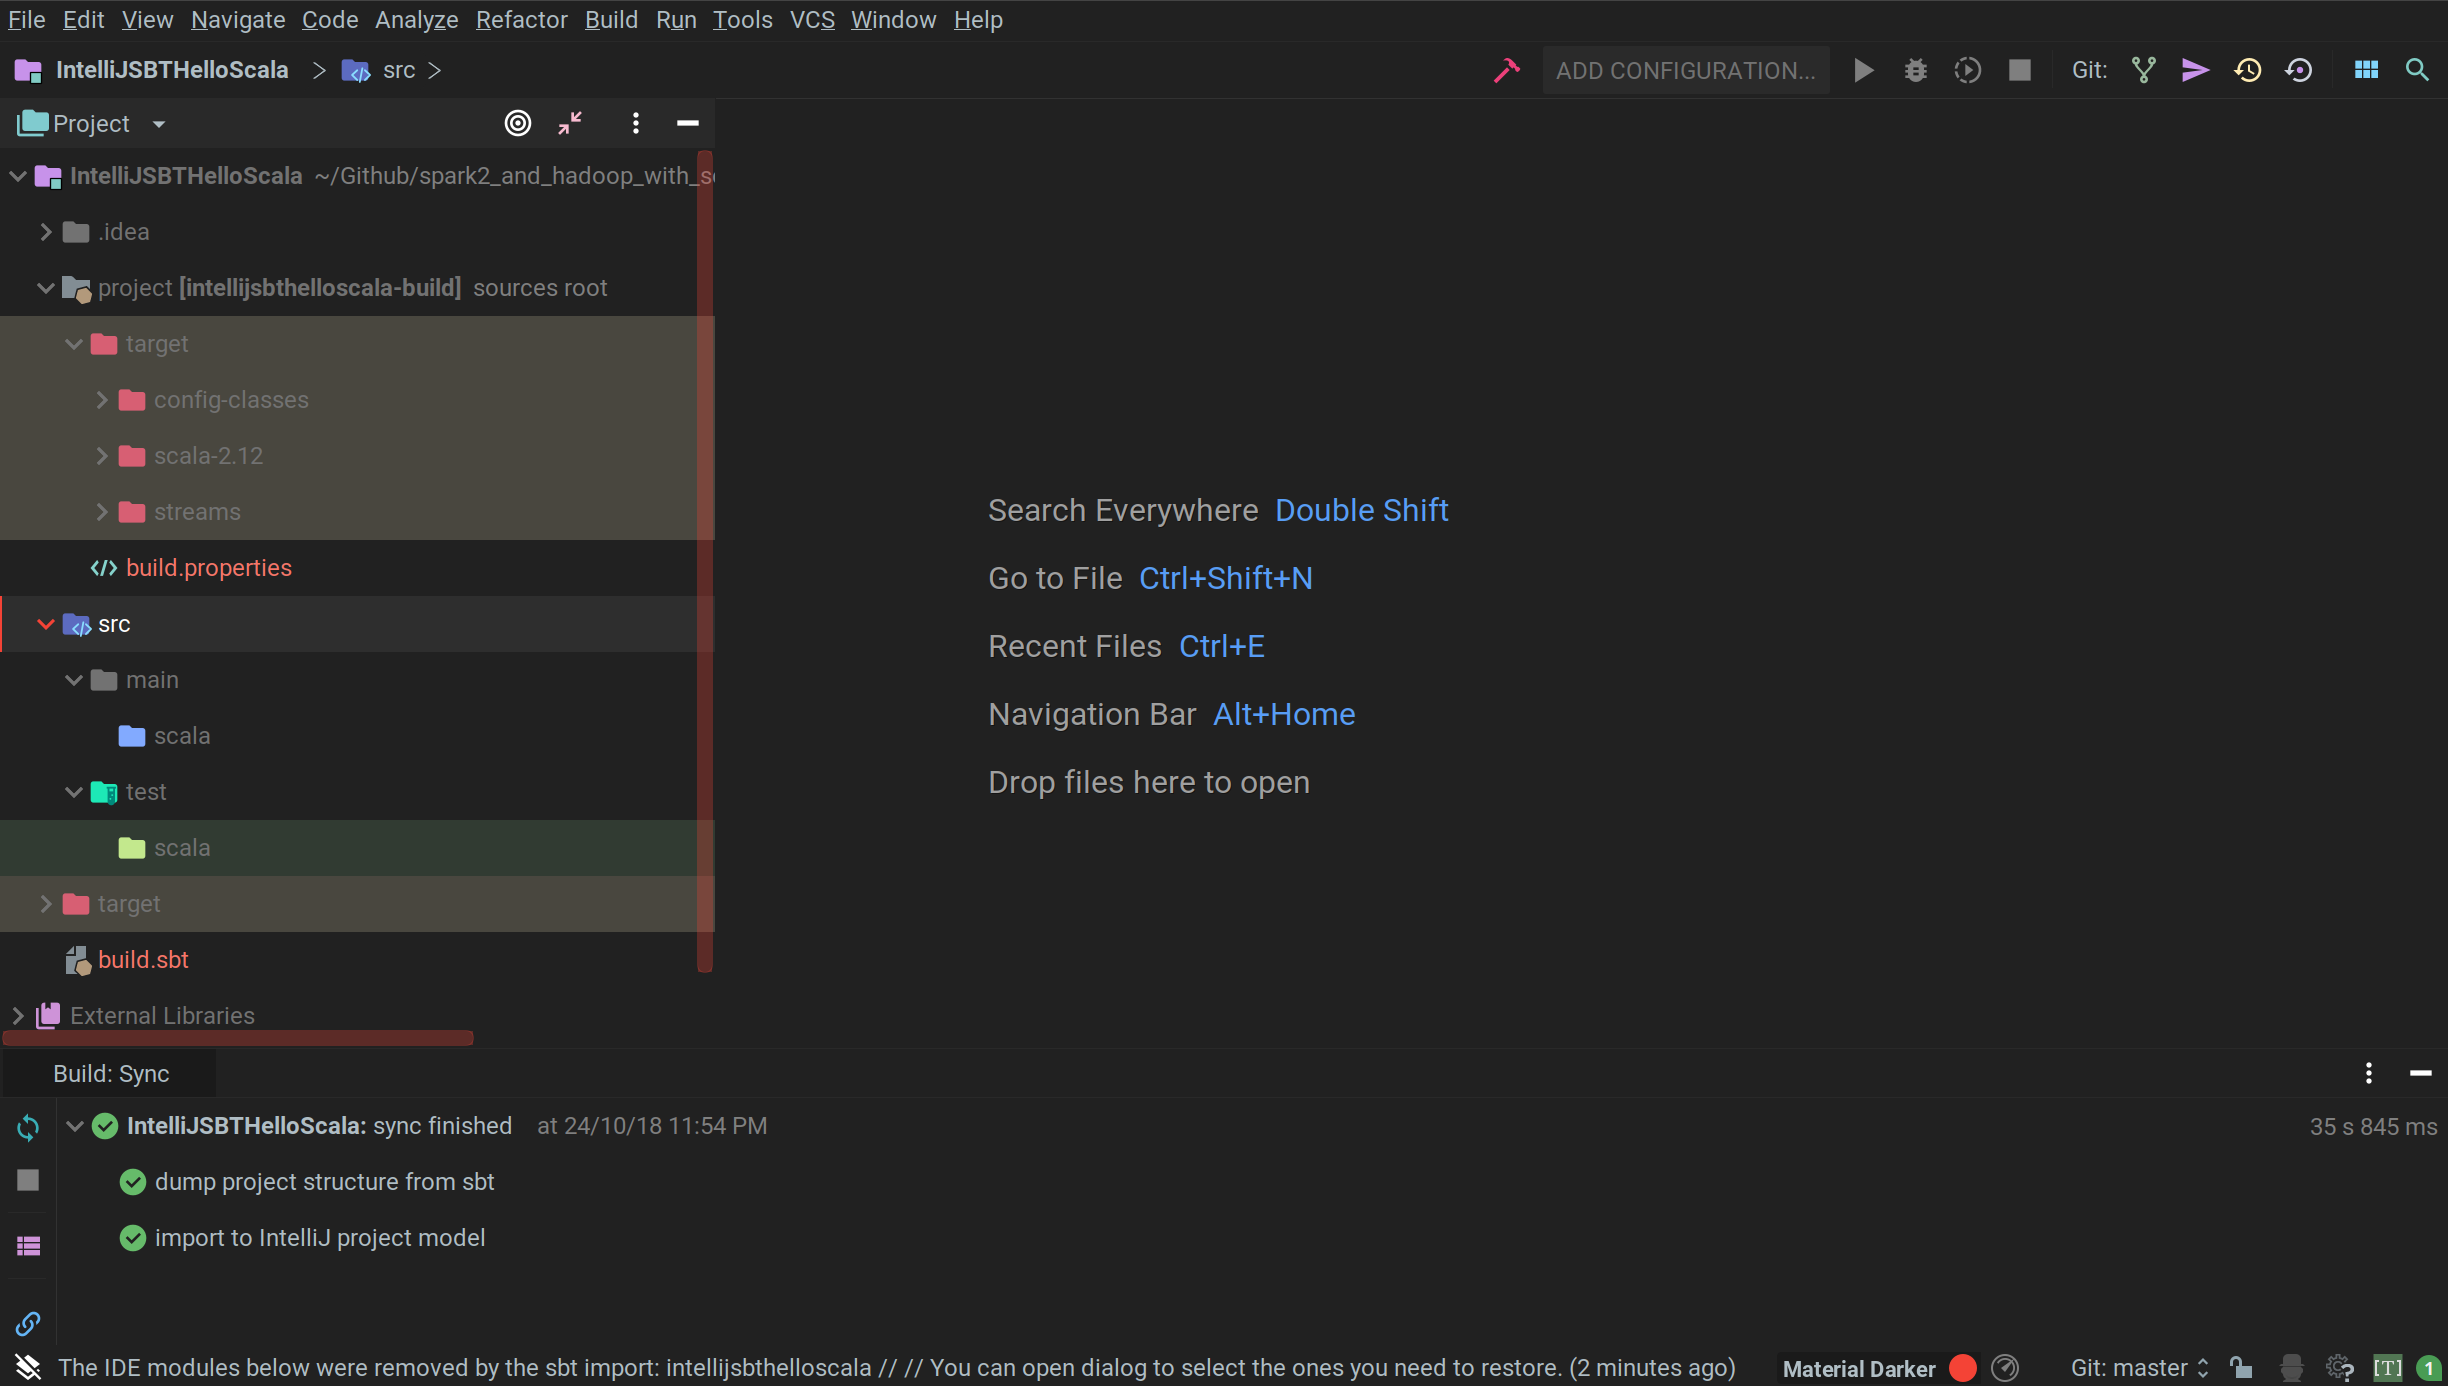 File Edit View Navigate Code Analyze Refactor Build Run Tools VCS Window Help
IntelliJSBTHelloScala > src >
ADD CONFIGURATION...
Git:
Project
IntelliJSBTHelloScala ~/Github/spark2_and_hadoop_with_s
.idea
project [intellijsbthelloscala-build] sources root
target
config-classes
scala-2.12
streams
build.properties
src
main
scala
test
scala
target
build.sbt
External Libraries
Search Everywhere Double Shift
Go to File Ctrl+Shift+N
Recent Files Ctrl+E
Navigation Bar Alt+Home
Drop files here to open
Build: Sync
IntelliJSBTHelloScala: sync finished at 24/10/18 11:54 PM
35 s 845 ms
dump project structure from sbt
import to IntelliJ project model
The IDE modules below were removed by the sbt import: intellijsbthelloscala // // You can open dialog to select the ones you need to restore. (2 minutes ago)
Material Darker
Git: master
[T]
1